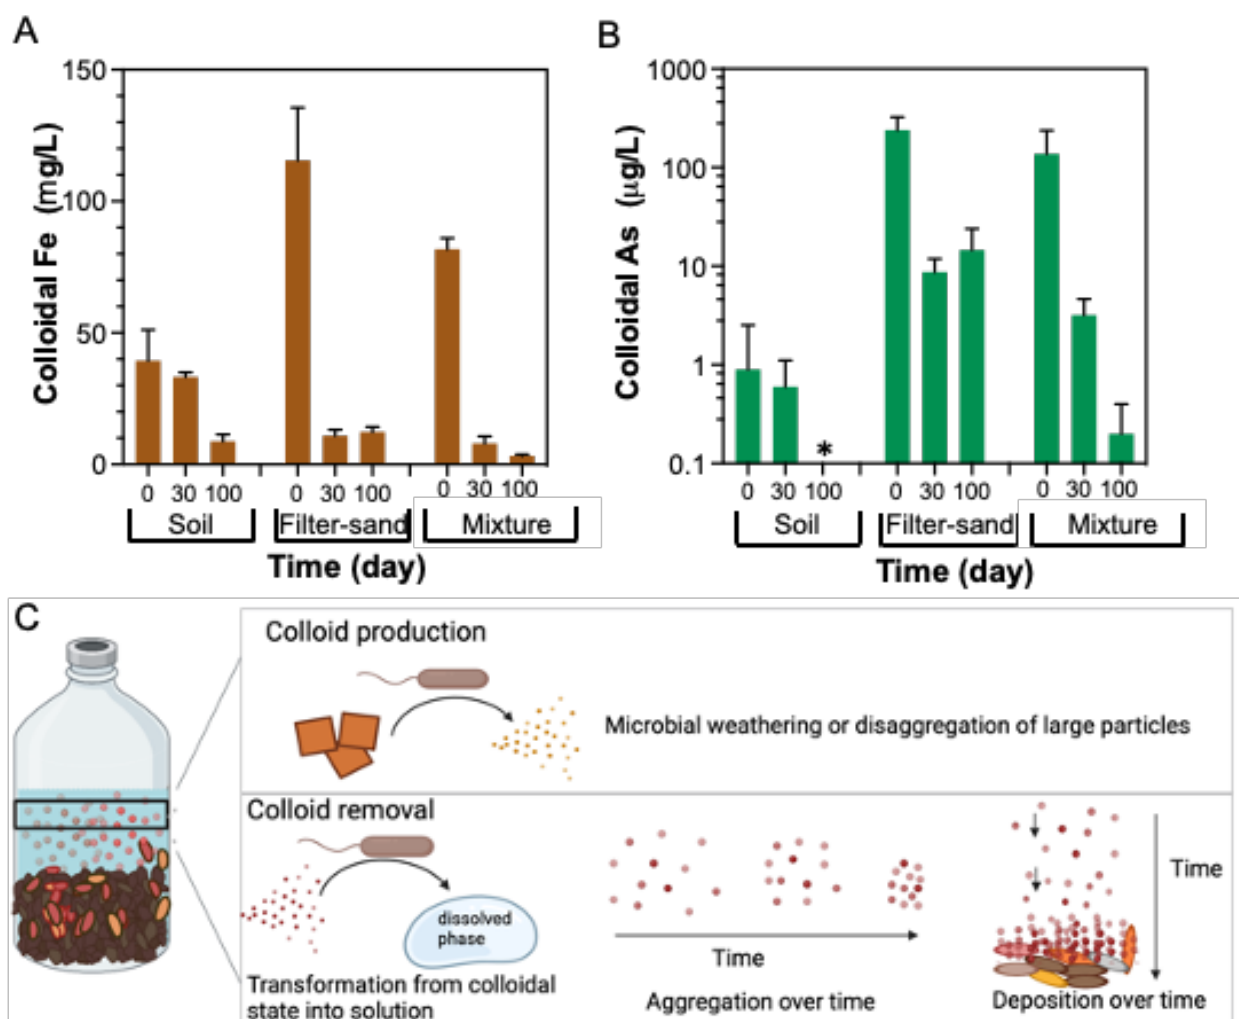 A
Colloidal Fe (mg/L)
150
100
50
0
0 30 100 0 30 100 0 30 100
Soil Filter-sand Mixture
Time (day)
B
Colloidal As (µg/L)
1000
100
10
1
0.1
*
0 30 100 0 30 100 0 30 100
Soil Filter-sand Mixture
Time (day)
C
Colloid production
Microbial weathering or disaggregation of large particles
Colloid removal
dissolved
phase
Transformation from colloidal
state into solution
Time
Aggregation over time
Time
Deposition over time